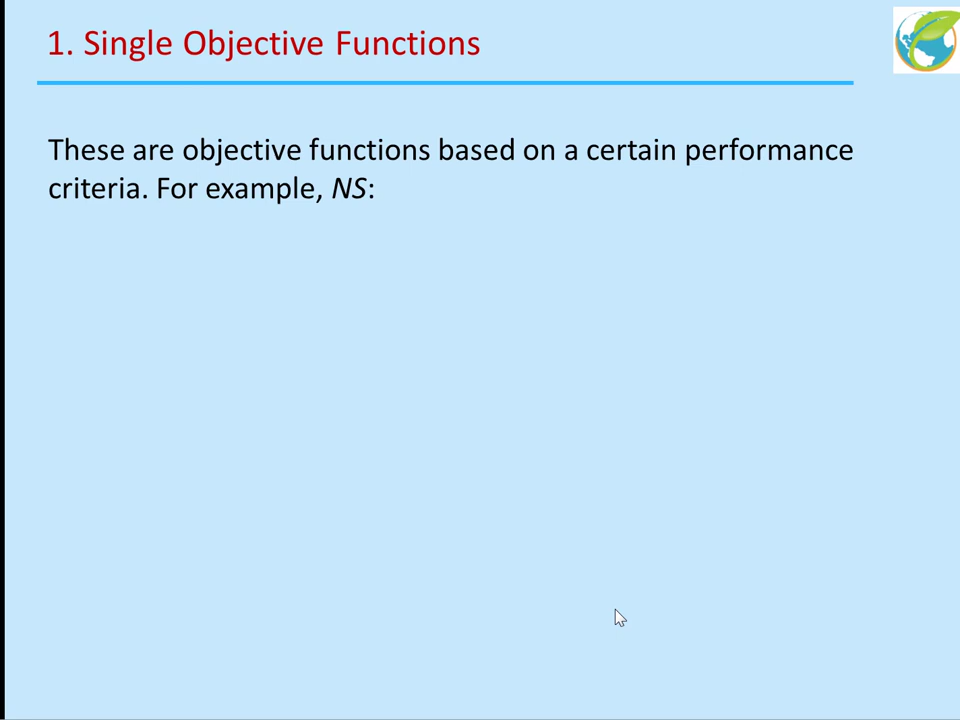 1. Single Objective Functions
These are objective functions based on a certain performance
criteria. For example, NS: